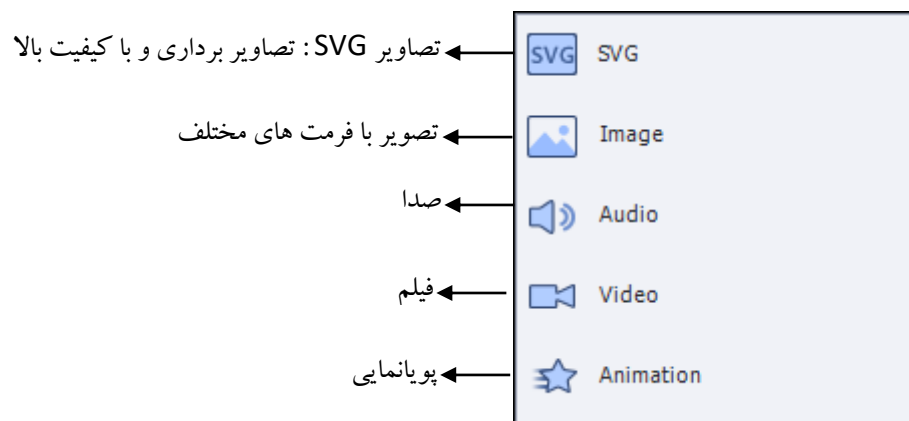 تصاویر SVG : تصاویر برداری و با کیفیت بالا
SVG SVG
تصویر با فرمت های مختلف
Image
صدا
Audio
فیلم
Video
پویانمایی
Animation